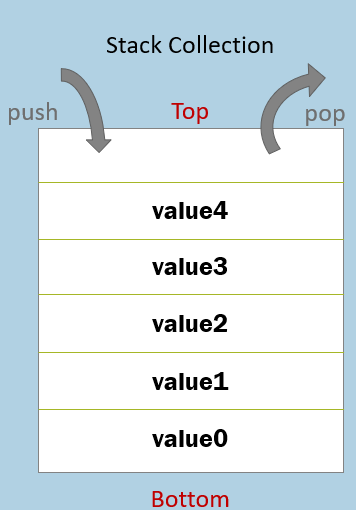 Stack Collection
push
Top
pop
value4
value3
value2
value1
value0
Bottom